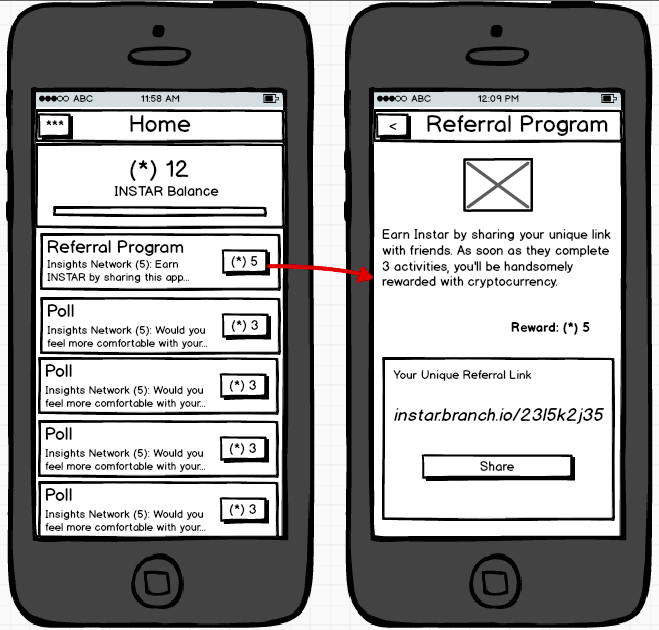 ABC 11:58 AM
*** Home
(*) 12
INSTAR Balance
Referral Program
Insights Network (5): Earn
INSTAR by sharing this app...
(*) 5
Poll
Insights Network (5): Would you
feel more comfortable with your...
(*) 3
Poll
Insights Network (5): Would you
feel more comfortable with your...
(*) 3
Poll
Insights Network (5): Would you
feel more comfortable with your...
(*) 3
Poll
Insights Network (5): Would you
feel more comfortable with your...
(*) 3
ABC 12:09 PM
< Referral Program
Earn Instar by sharing your unique link
with friends. As soon as they complete
3 activities, you'll be handsomely
rewarded with cryptocurrency.
Reward: (*) 5
Your Unique Referral Link
instar.branch.io/23l5k2j35
Share